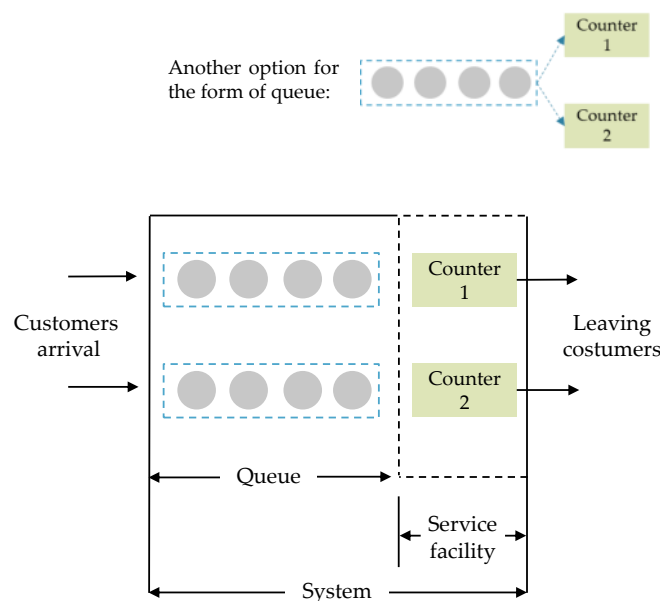 Counter
1
Another option for
the form of queue:
Counter
2
Customers
arrival
Counter
1
Counter
2
Leaving
costumers
Queue
Service
facility
System